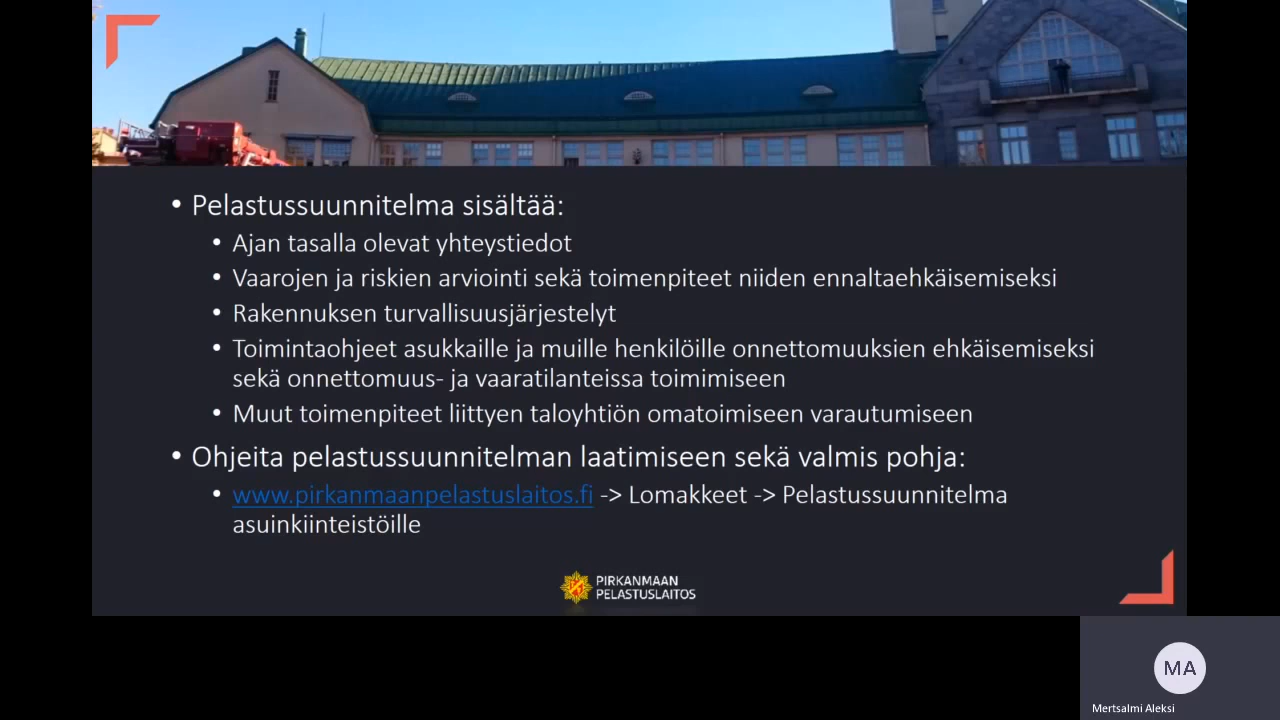 • Pelastussuunnitelma sisältää:
• Ajan tasalla olevat yhteystiedot
• Vaarojen ja riskien arviointi sekä toimenpiteet niiden ennaltaehkäisemiseksi
• Rakennuksen turvallisuusjärjestelyt
• Toimintaohjeet asukkaille ja muille henkilöille onnettomuuksien ehkäisemiseksi
sekä onnettomuus- ja vaaratilanteissa toimimiseen
• Muut toimenpiteet liittyen taloyhtiön omatoimiseen varautumiseen
• Ohjeita pelastussuunnitelman laatimiseen sekä valmis pohja:
• www.pirkanmaanpelastuslaitos.fi -> Lomakkeet -> Pelastussuunnitelma
asuinkiinteistöille
PIRKANMAAN
PELASTUSLAITOS
MA
Mertsalmi Aleksi